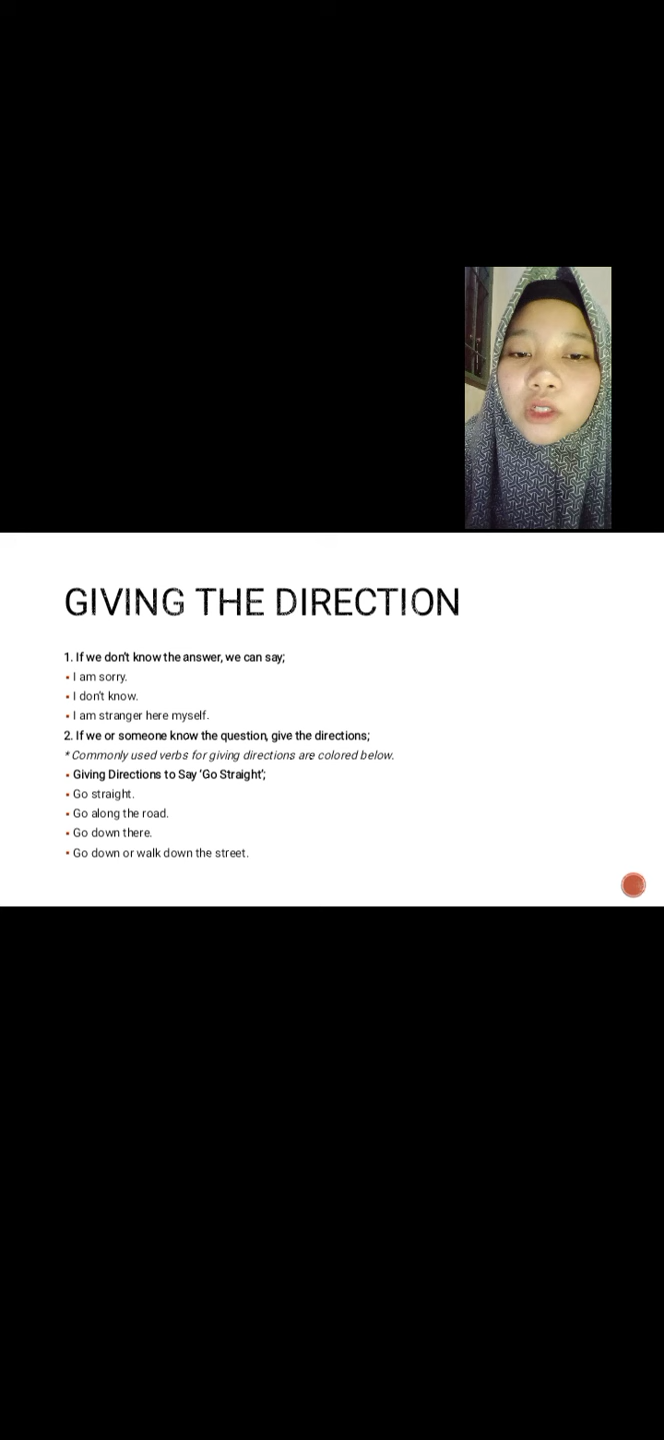 GIVING THE DIRECTION
1. If we don't know the answer, we can say;
▪ I am sorry.
▪ I don't know.
▪ I am stranger here myself.
2. If we or someone know the question, give the directions;
* Commonly used verbs for giving directions are colored below.
▪ Giving Directions to Say 'Go Straight';
▪ Go straight.
▪ Go along the road.
▪ Go down there.
▪ Go down or walk down the street.